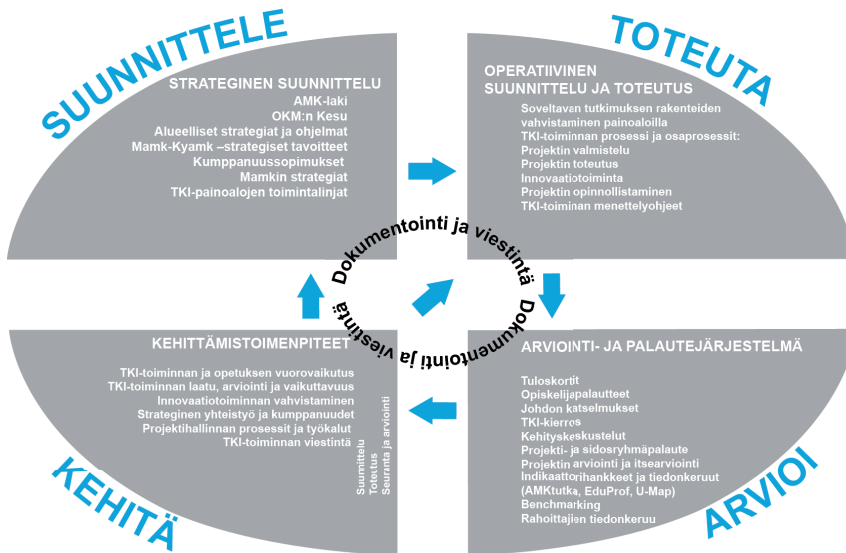 SUUNNITTELE
STRATEGINEN SUUNNITTELU
AMK-laki
OKM:n Kesu
Alueelliset strategiat ja ohjelmat
Mamk-Kyamk –strategiset tavoitteet
Kumppanuussopimukset
Mamkin strategiat
TKI-painoalojen toimintalinjat
TOTEUTA
OPERATIIVINEN
SUUNNITTELU JA TOTEUTUS
Soveltavan tutkimuksen rakenteiden
vahvistaminen painoaloilla
TKI-toiminnan prosessi ja osaprosessit:
Projektin valmistelu
Projektin toteutus
Innovaatiotoiminta
Projektin opinnollistaminen
TKI-toiminan menettelyohjeet
Dokumentointi ja viestintä
Dokumentointi ja viestintä
KEHITTÄMISTOIMENPITEET
TKI-toiminnan ja opetuksen vuorovaikutus
TKI-toiminnan laatu, arviointi ja vaikuttavuus
Innovaatiotoiminnan vahvistaminen
Strateginen yhteistyö ja kumppanuudet
Projektihallinnan prosessit ja työkalut
TKI-toiminnan viestintä
Suurmittelu
Toteutus
Seuranta ja arviointi
KEHITÄ
ARVIOINTI- JA PALAUTEJÄRJESTELMÄ
Tuloskortit
Opiskelijapalautteet
Johdon katselmukset
TKI-kierros
Kehityskeskustelut
Projekti- ja sidosryhmäpalaute
Projektin arviointi ja itsearviointi
Indikaattorihankkeet ja tiedonkeruut
(AMKtutka, EduProf, U-Map)
Benchmarking
Rahoittajien tiedonkeruu
ARVIOI